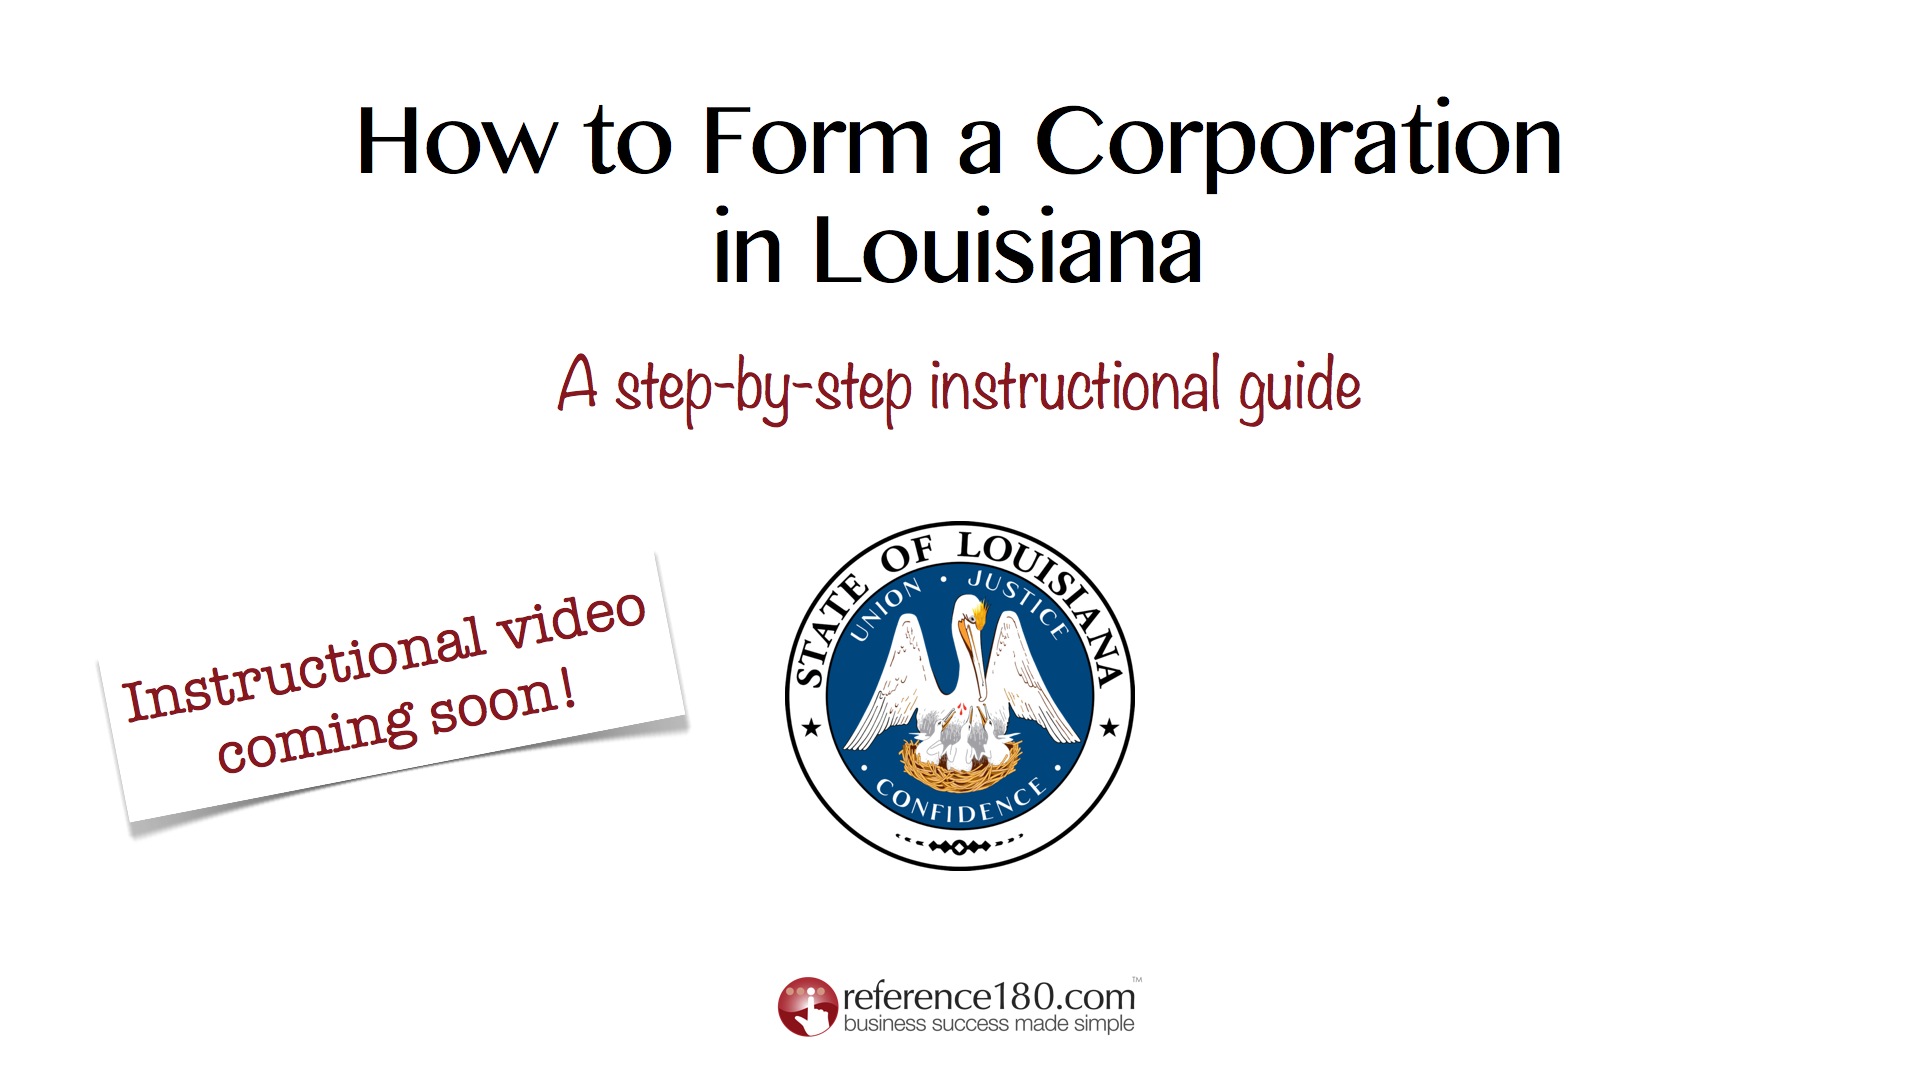 How to Form a Corporation
in Louisiana
A step-by-step instructional guide
Instructional video
coming soon!
STATE OF LOUISIANA
UNION · JUSTICE
· CONFIDENCE ·
reference180.com™
business success made simple